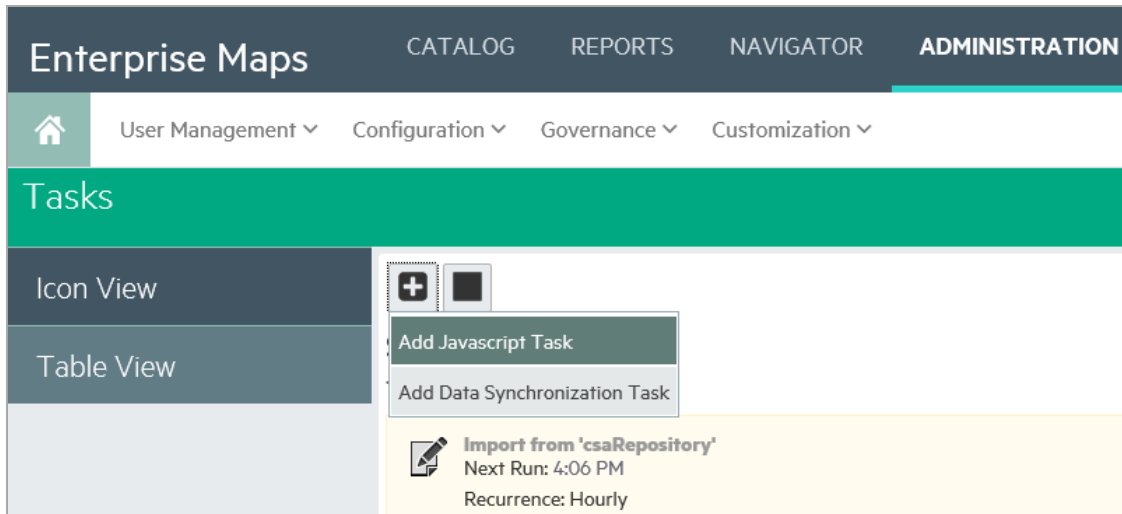 Enterprise Maps CATALOG REPORTS NAVIGATOR ADMINISTRATION
User Management Configuration Governance Customization
Tasks
Icon View
Table View
Add Javascript Task
Add Data Synchronization Task
Import from 'csaRepository'
Next Run: 4:06 PM
Recurrence: Hourly